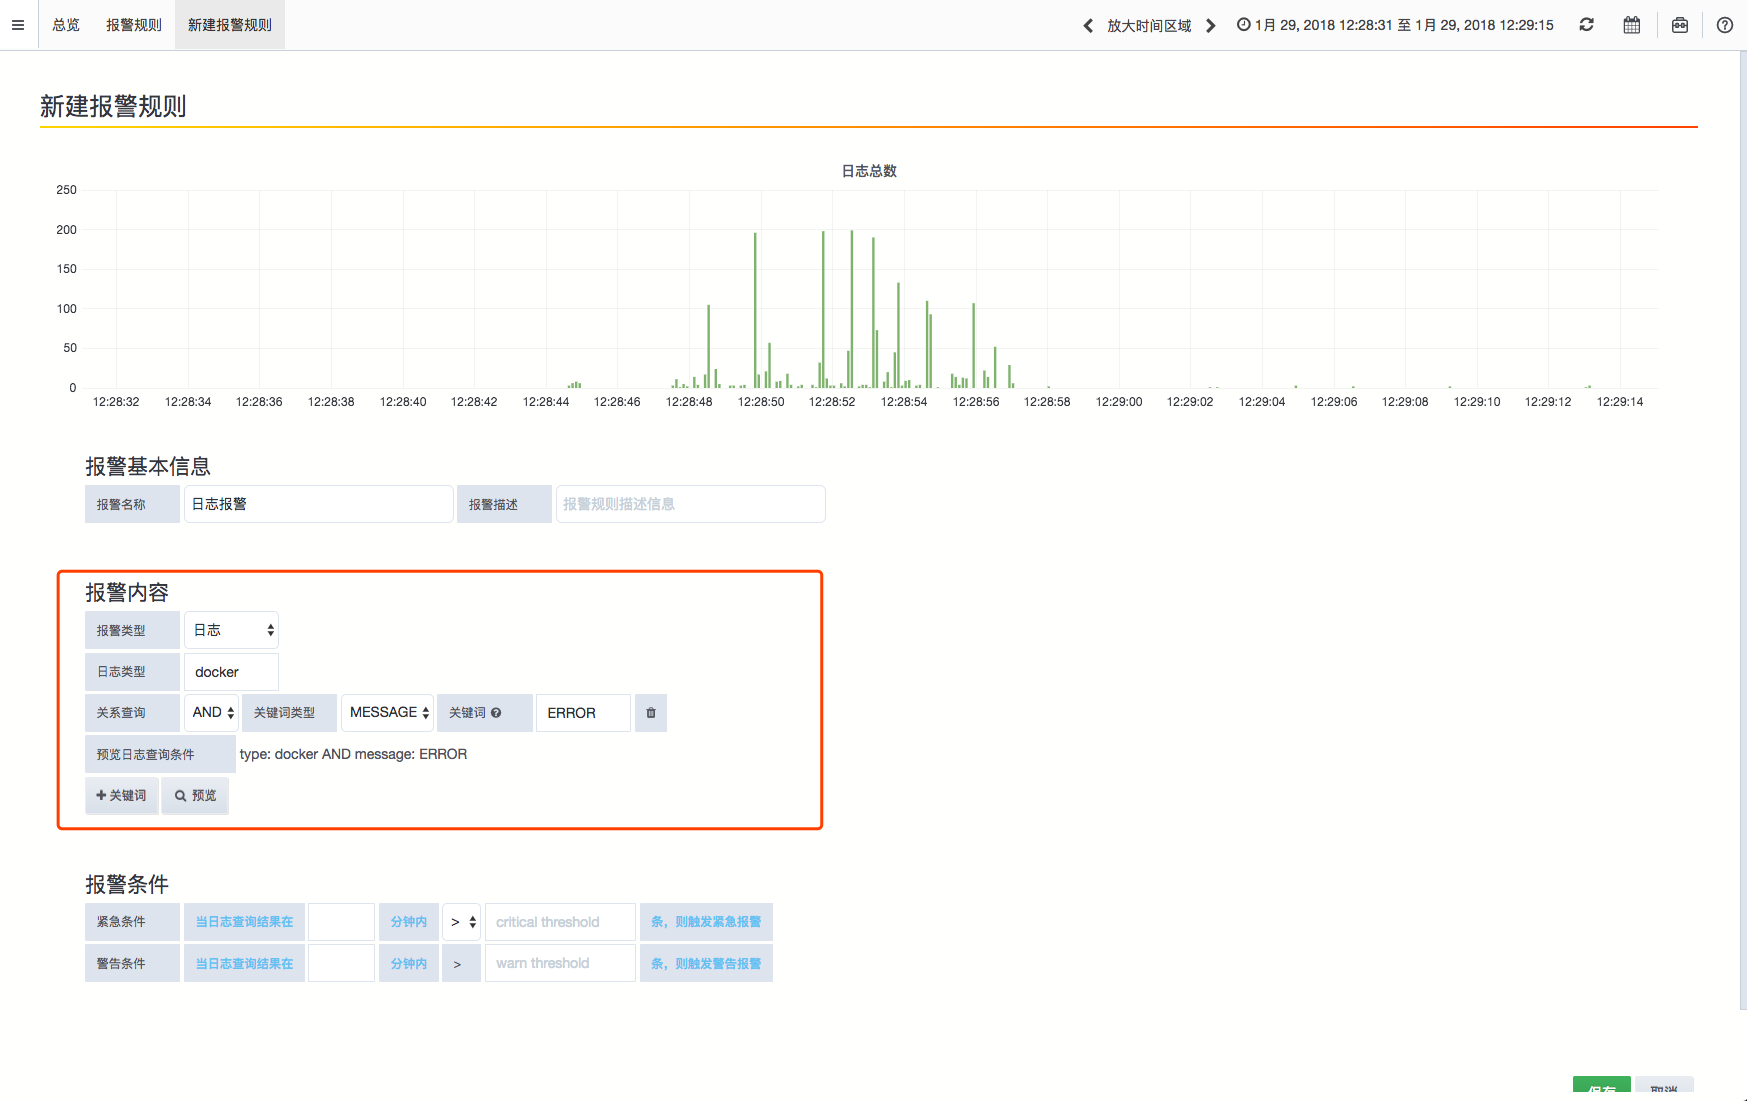 总览 报警规则 新建报警规则 放大时间区域 1月 29, 2018 12:28:31 至 1月 29, 2018 12:29:15
新建报警规则
日志总数
250
200
150
100
50
0
12:28:32 12:28:34 12:28:36 12:28:38 12:28:40 12:28:42 12:28:44 12:28:46 12:28:48 12:28:50 12:28:52 12:28:54 12:28:56 12:28:58 12:29:00 12:29:02 12:29:04 12:29:06 12:29:08 12:29:10 12:29:12 12:29:14
报警基本信息
报警名称 日志报警 报警描述 报警规则描述信息
报警内容
报警类型 日志
日志类型 docker
关系查询 AND 关键词类型 MESSAGE 关键词 ERROR
预览日志查询条件 type: docker AND message: ERROR
关键词 预览
报警条件
紧急条件 当日志查询结果在 分钟内 > critical threshold 条，则触发紧急报警
警告条件 当日志查询结果在 分钟内 > warn threshold 条，则触发警告报警
保存 取消